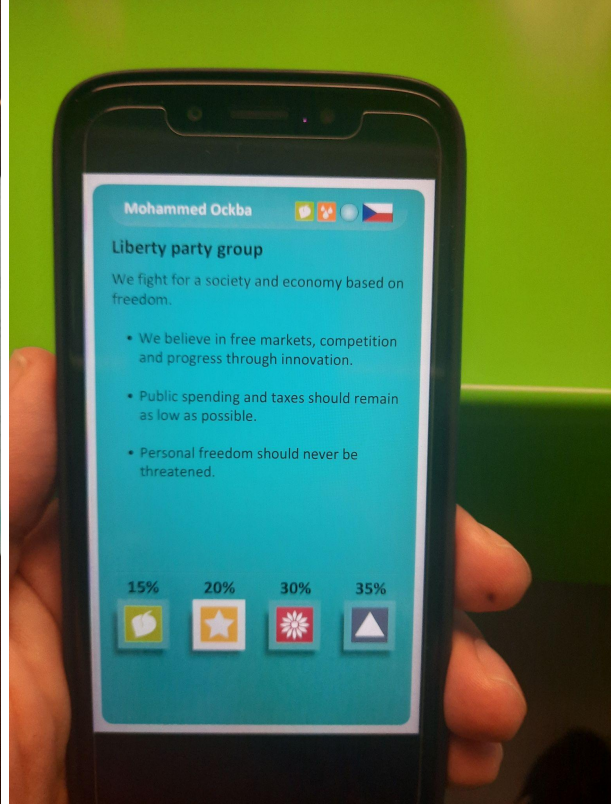 Mohammed Ockba
Liberty party group
We fight for a society and economy based on
freedom.
• We believe in free markets, competition
and progress through innovation.
• Public spending and taxes should remain
as low as possible.
• Personal freedom should never be
threatened.
15% 20% 30% 35%